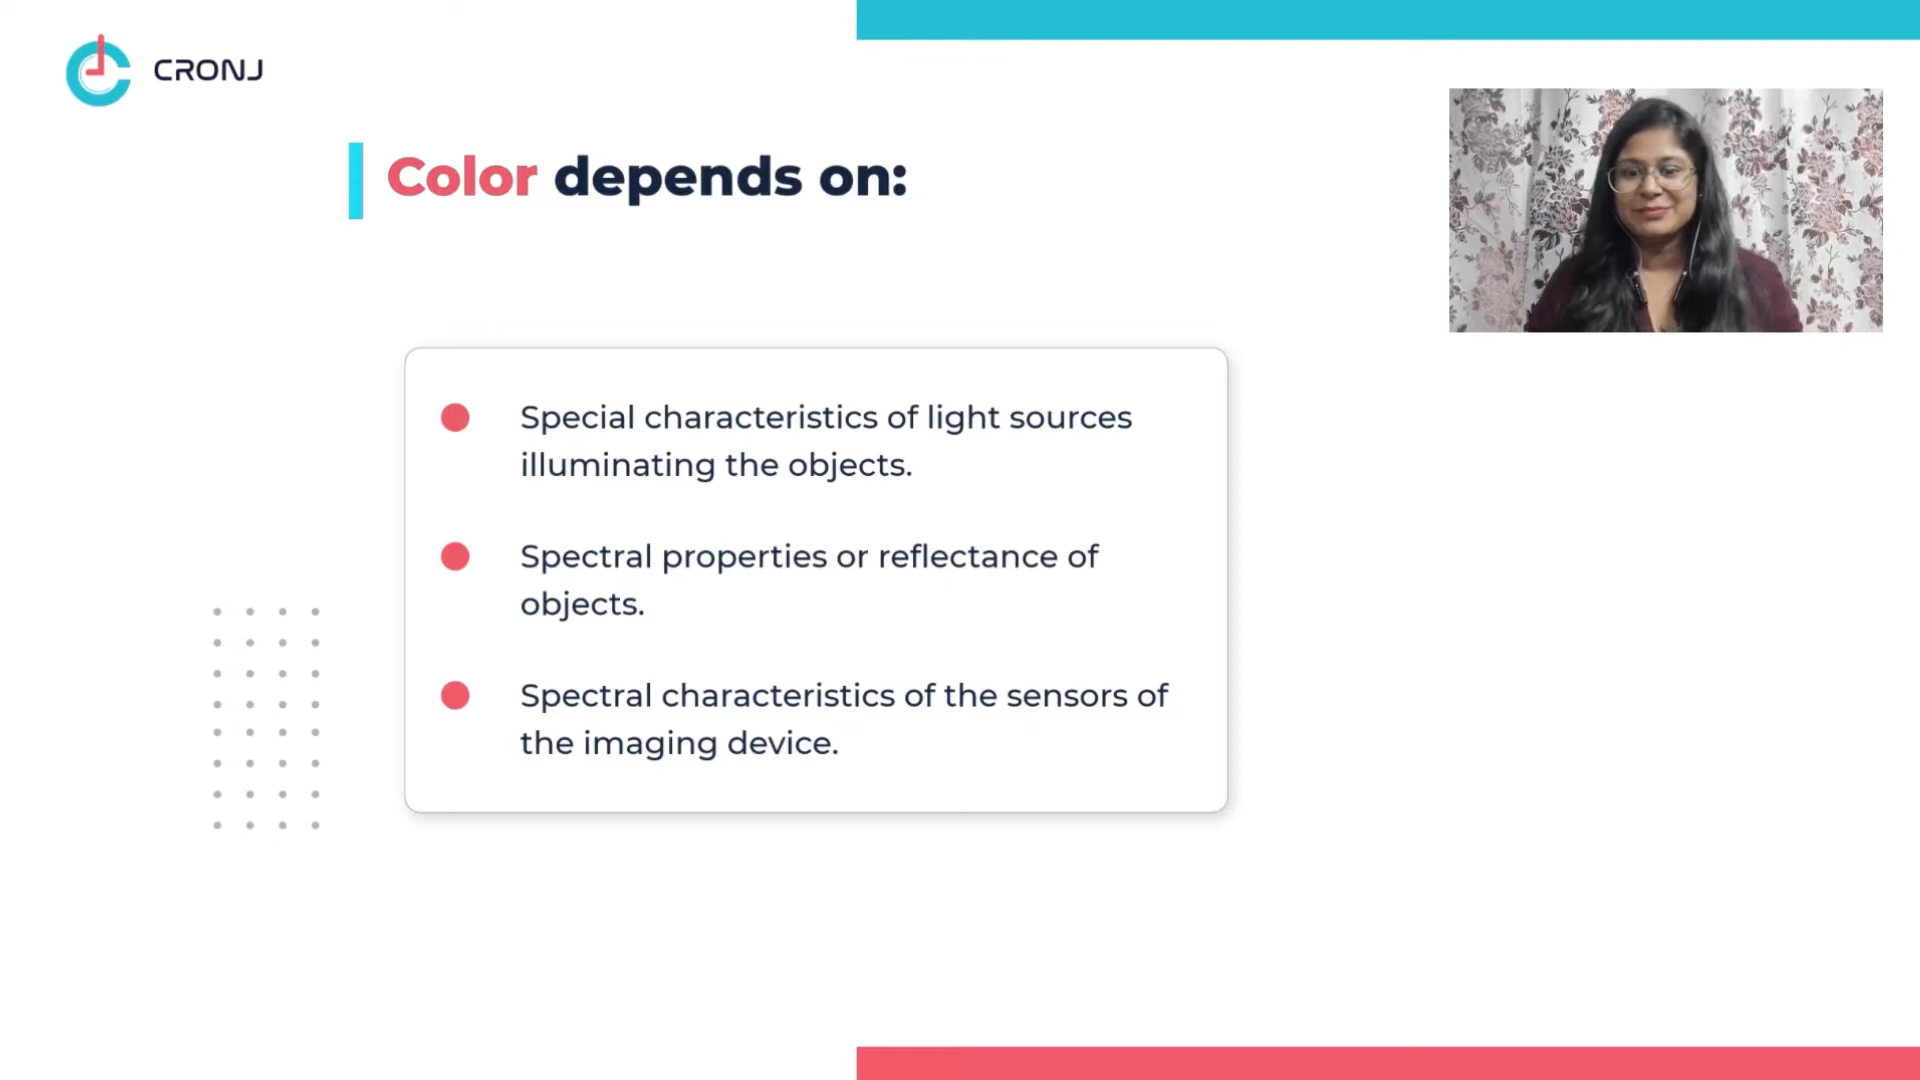 CRONJ
Color depends on:
Special characteristics of light sources
illuminating the objects.
Spectral properties or reflectance of
objects.
Spectral characteristics of the sensors of
the imaging device.